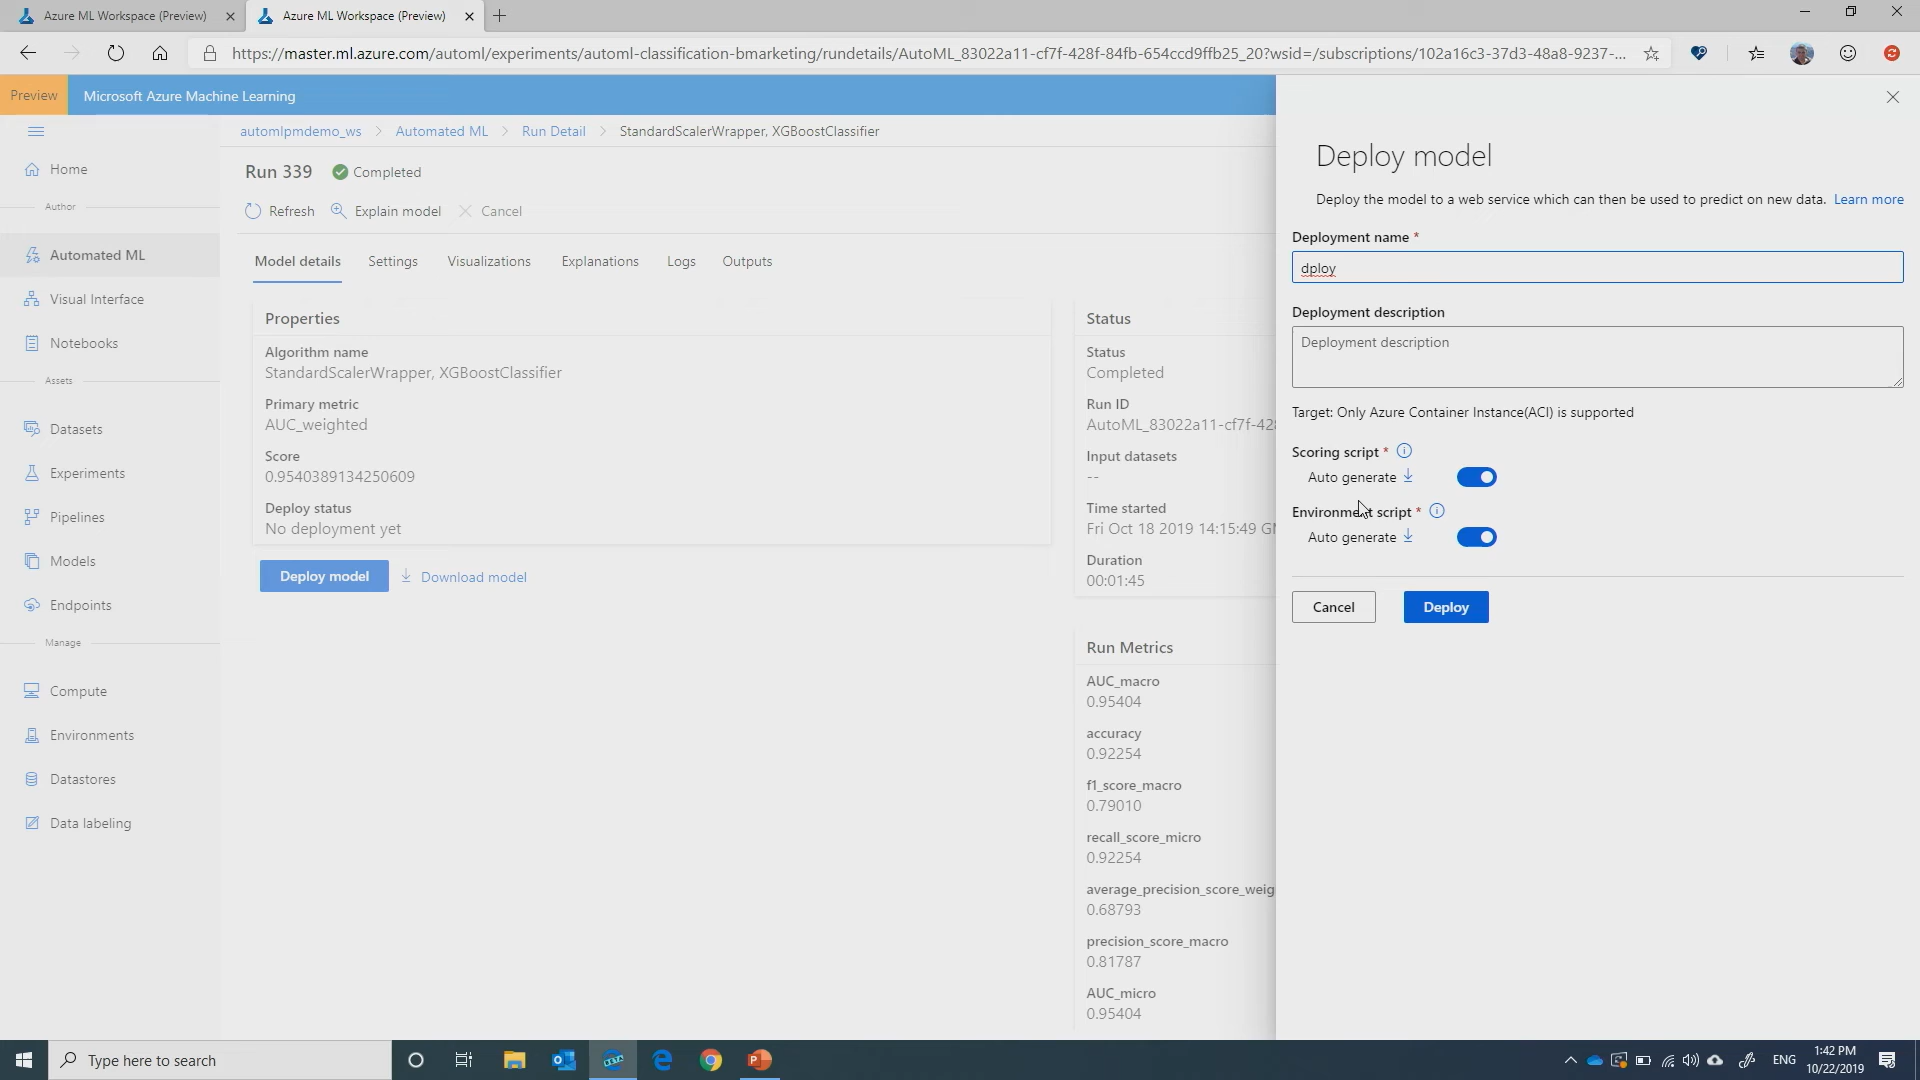 Azure ML Workspace (Preview)
Azure ML Workspace (Preview)
https://master.ml.azure.com/automl/experiments/automl-classification-bmarketing/rundetails/AutoML_83022a11-cf7f-428f-84fb-654ccd9ffb25_20?wsid=/subscriptions/102a16c3-37d3-48a8-9237-...
Preview
Microsoft Azure Machine Learning
Home
Author
Automated ML
Visual Interface
Notebooks
Assets
Datasets
Experiments
Pipelines
Models
Endpoints
Manage
Compute
Environments
Datastores
Data labeling
automlpmdemo_ws > Automated ML > Run Detail > StandardScalerWrapper, XGBoostClassifier
Run 339 Completed
Refresh Explain model Cancel
Model details Settings Visualizations Explanations Logs Outputs
Properties
Algorithm name
StandardScalerWrapper, XGBoostClassifier
Primary metric
AUC_weighted
Score
0.9540389134250609
Deploy status
No deployment yet
Deploy model Download model
Status
Status
Completed
Run ID
AutoML_83022a11-cf7f-428
Input datasets
--
Time started
Fri Oct 18 2019 14:15:49 GM
Duration
00:01:45
Run Metrics
AUC_macro
0.95404
accuracy
0.92254
f1_score_macro
0.79010
recall_score_micro
0.92254
average_precision_score_weig
0.68793
precision_score_macro
0.81787
AUC_micro
0.95404
Deploy model
Deploy the model to a web service which can then be used to predict on new data. Learn more
Deployment name *
dploy
Deployment description
Deployment description
Target: Only Azure Container Instance(ACI) is supported
Scoring script *
Auto generate
Environment script *
Auto generate
Cancel Deploy
Type here to search
BETA
ENG
1:42 PM
10/22/2019